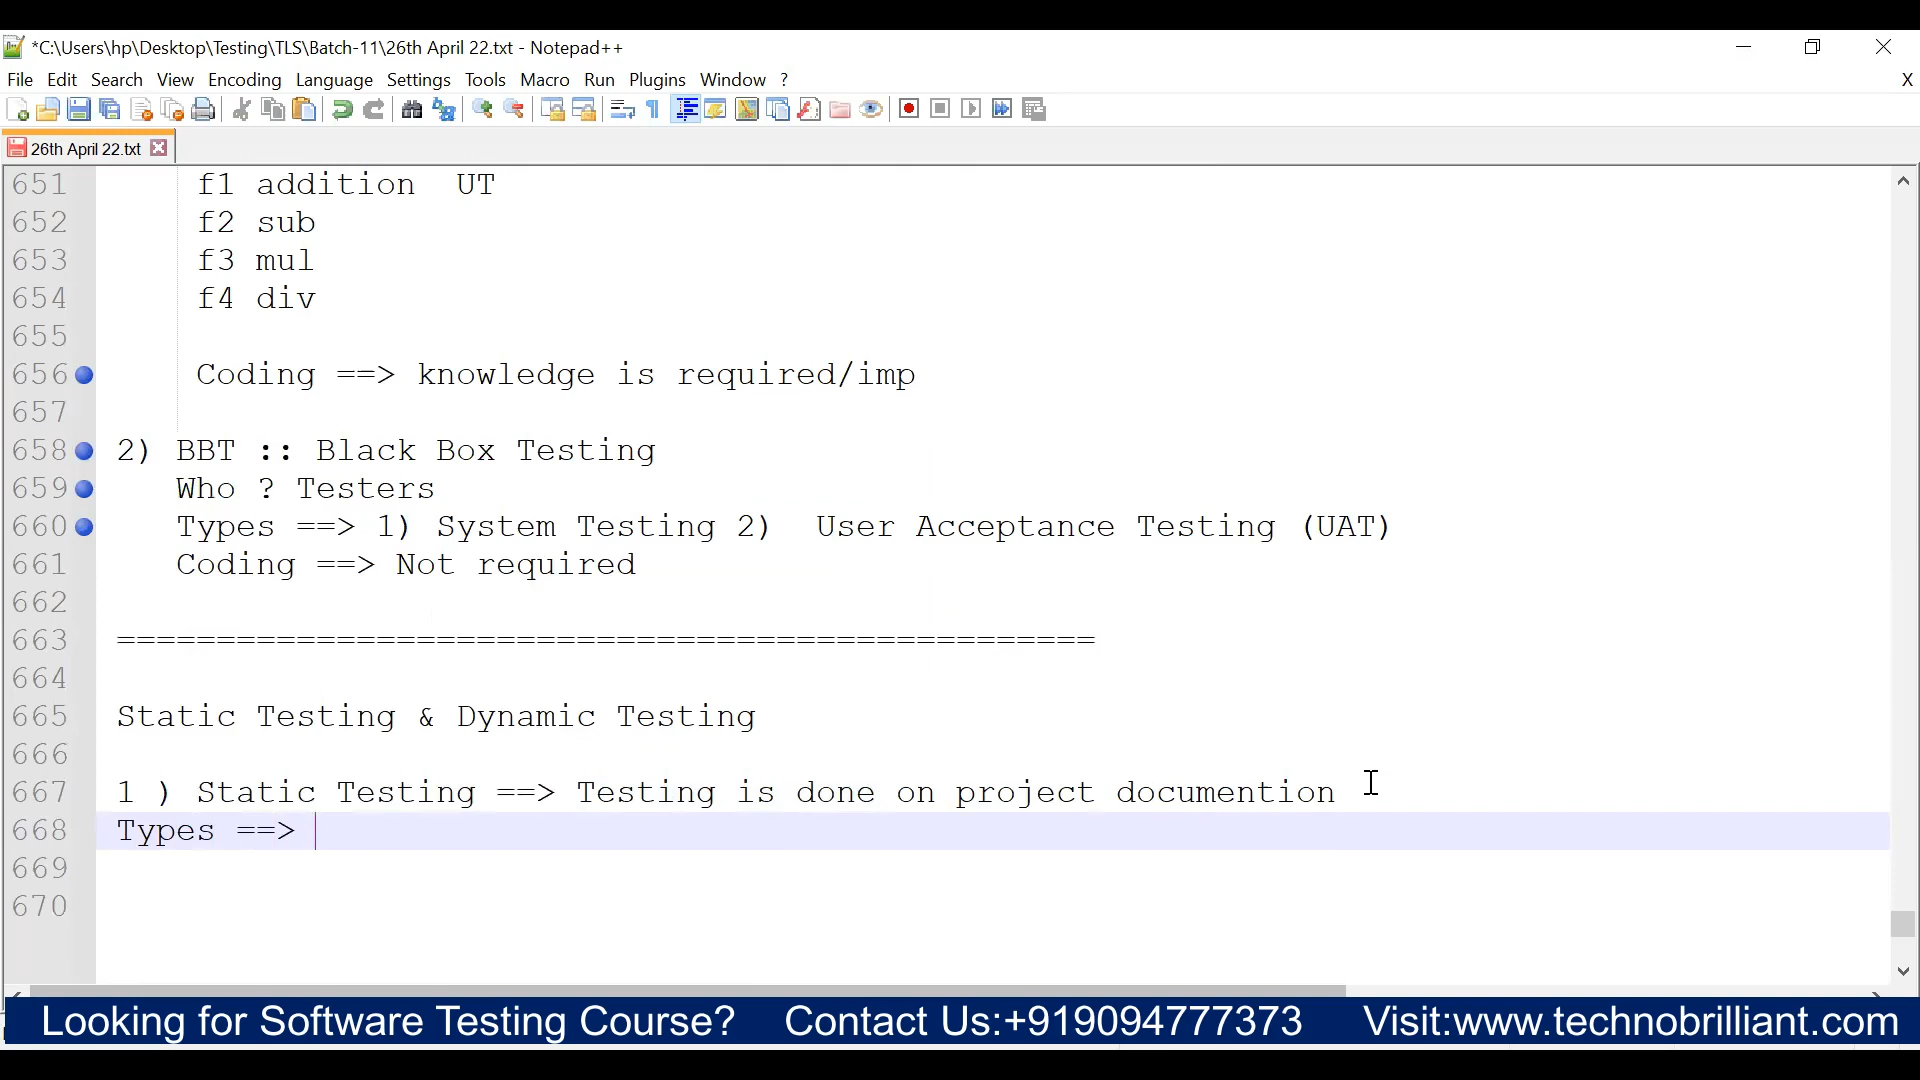 *C:\Users\hp\Desktop\Testing\TLS\Batch-11\26th April 22.txt - Notepad++
File Edit Search View Encoding Language Settings Tools Macro Run Plugins Window ? X
26th April 22.txt
651 f1 addition UT
652 f2 sub
653 f3 mul
654 f4 div
655
656 Coding ==> knowledge is required/imp
657
658 2) BBT :: Black Box Testing
659 Who ? Testers
660 Types ==> 1) System Testing 2) User Acceptance Testing (UAT)
661 Coding ==> Not required
662
663 =================================================
664
665 Static Testing & Dynamic Testing
666
667 1 ) Static Testing ==> Testing is done on project documention
668 Types ==>
669
670
Looking for Software Testing Course? Contact Us:+919094777373 Visit:www.technobrilliant.com